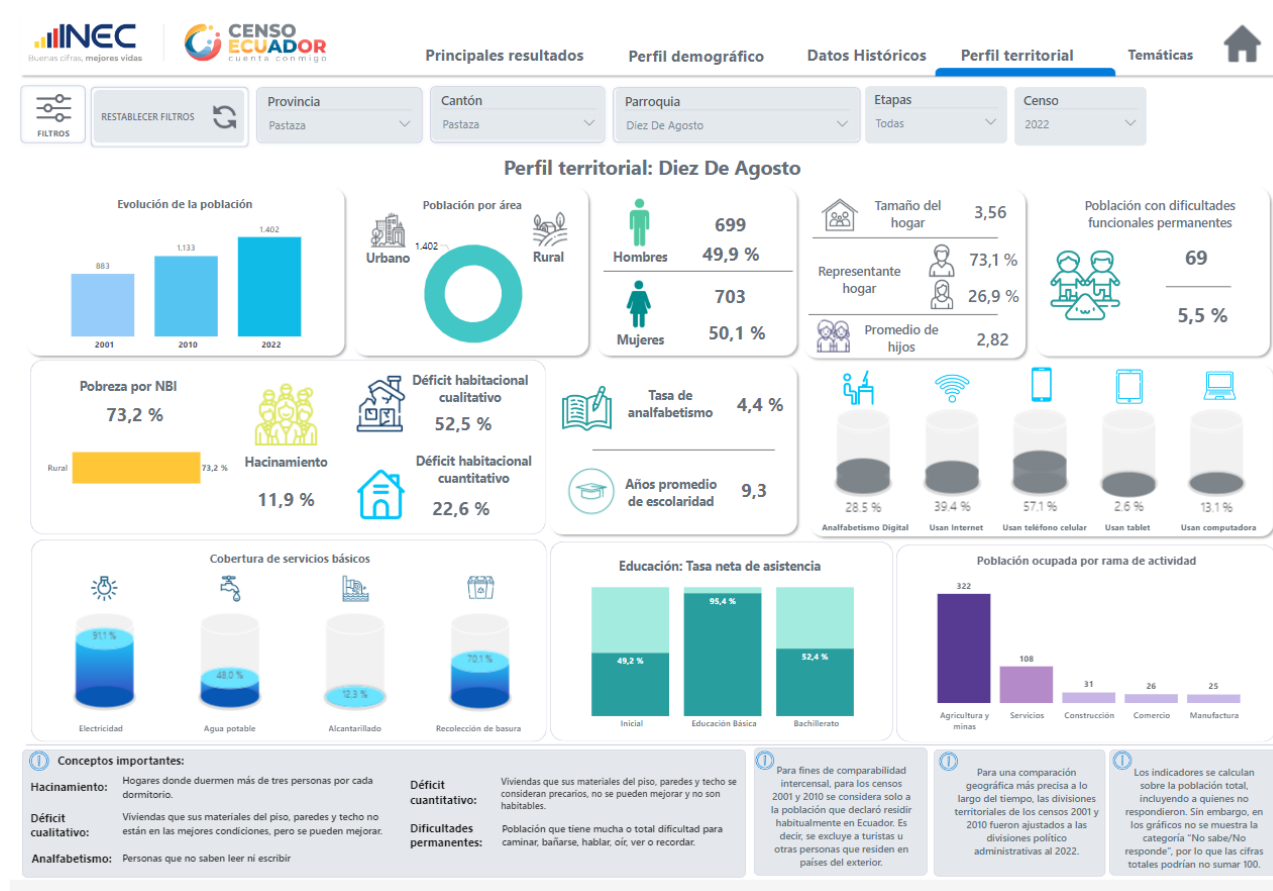 INEC
Buenas cifras, mejores vidas
CENSO
ECUADOR
cuenta conmigo
Principales resultados
Perfil demográfico
Datos Históricos
Perfil territorial
Temáticas
FILTROS
RESTABLECER FILTROS
Provincia
Pastaza
Cantón
Pastaza
Parroquia
Diez De Agosto
Etapas
Todas
Censo
2022
Perfil territorial: Diez De Agosto
Evolución de la población
883
1.133
1.402
2001
2010
2022
Población por área
Urbano
1.402
Rural
699
Hombres
49,9 %
703
Mujeres
50,1 %
Tamaño del
hogar
3,56
Representante
hogar
73,1 %
26,9 %
Promedio de
hijos
2,82
Población con dificultades
funcionales permanentes
69
5,5 %
Pobreza por NBI
73,2 %
Rural
73,2 %
Hacinamiento
11,9 %
Déficit habitacional
cualitativo
52,5 %
Déficit habitacional
cuantitativo
22,6 %
Tasa de
analfabetismo
4,4 %
Años promedio
de escolaridad
9,3
28.5 %
39.4 %
57.1 %
2.6 %
13.1 %
Analfabetismo Digital
Usan Internet
Usan teléfono celular
Usan tablet
Usan computadora
Cobertura de servicios básicos
91.1 %
48.0 %
12.3 %
70.1 %
Electricidad
Agua potable
Alcantarillado
Recolección de basura
Educación: Tasa neta de asistencia
49,2 %
95,4 %
52,4 %
Inicial
Educación Básica
Bachillerato
Población ocupada por rama de actividad
322
108
31
26
25
Agricultura y
minas
Servicios
Construcción
Comercio
Manufactura
Conceptos importantes:
Hacinamiento:
Hogares donde duermen más de tres personas por cada
dormitorio.
Déficit
cualitativo:
Viviendas que sus materiales del piso, paredes y techo no
están en las mejores condiciones, pero se pueden mejorar.
Analfabetismo:
Personas que no saben leer ni escribir
Déficit
cuantitativo:
Viviendas que sus materiales del piso, paredes y techo se
consideran precarios, no se pueden mejorar y no son
habitables.
Dificultades
permanentes:
Población que tiene mucha o total dificultad para
caminar, bañarse, hablar, oír, ver o recordar.
Para fines de comparabilidad
intercensal, para los censos
2001 y 2010 se considera solo a
la población que declaró residir
habitualmente en Ecuador. Es
decir, se excluye a turistas u
otras personas que residen en
países del exterior.
Para una comparación
geográfica más precisa a lo
largo del tiempo, las divisiones
territoriales de los censos 2001 y
2010 fueron ajustados a las
divisiones político
administrativas al 2022.
Los indicadores se calculan
sobre la población total,
incluyendo a quienes no
respondieron. Sin embargo, en
los gráficos no se muestra la
categoría "No sabe/No
responde", por lo que las cifras
totales podrían no sumar 100.